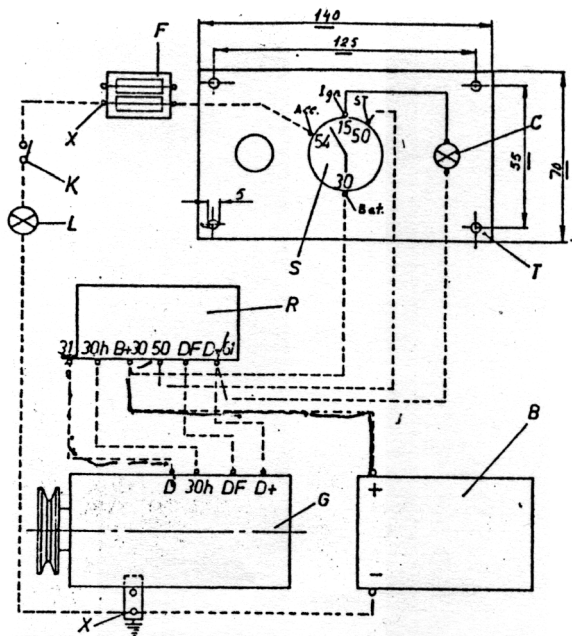 140
125
F
Ign.
ST
Acc.
15
54
50
C
X
30
Bat.
55
70
K
5
L
S
T
R
31 30h B+30 50 DF D+/61
B
D- 30h DF D+
+
G
-
X